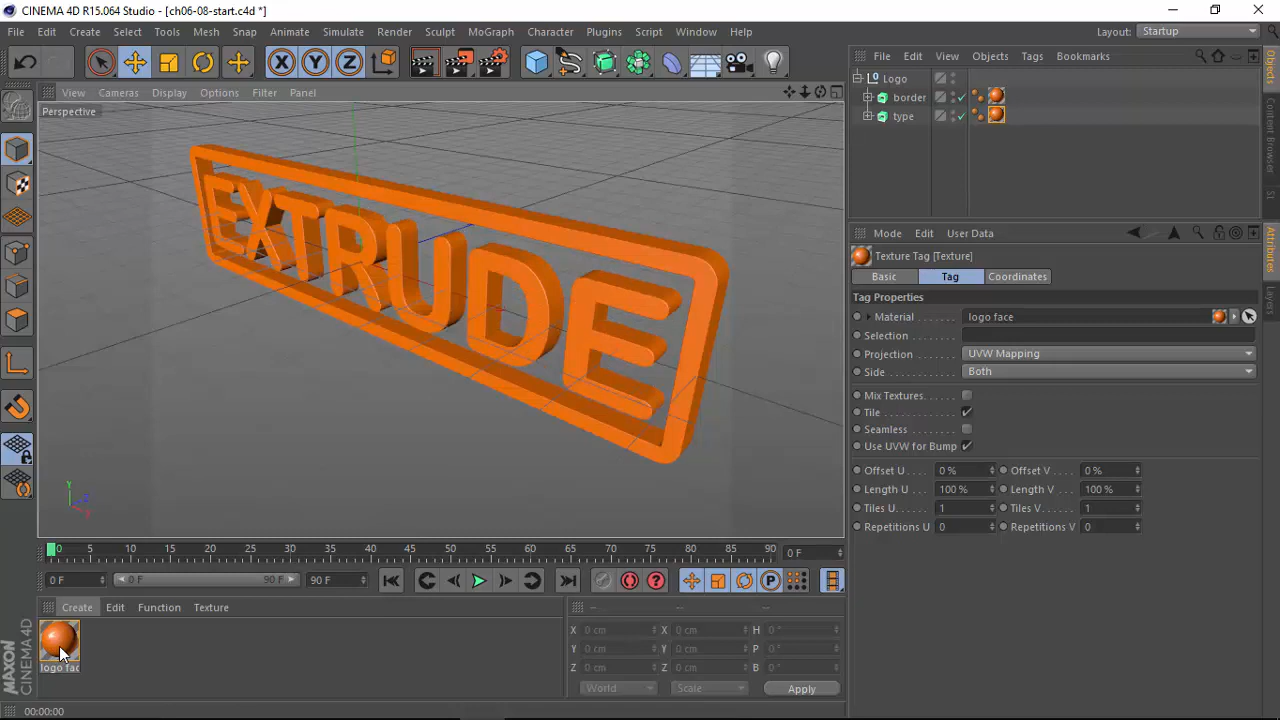 CINEMA 4D R15.064 Studio - [ch06-08-start.c4d *]
File Edit Create Select Tools Mesh Snap Animate Simulate Render Sculpt MoGraph Character Plugins Script Window Help
Layout: Startup
X Y Z
File Edit View Objects Tags Bookmarks
View Cameras Display Options Filter Panel
Perspective
Logo
border
type
Objects
Content Browser
Attributes
Layers
EXTRUDE
Y
Z
X
Mode Edit User Data
Texture Tag [Texture]
Basic Tag Coordinates
Tag Properties
Material logo face
Selection
Projection UVW Mapping
Side Both
Mix Textures
Tile
Seamless
Use UVW for Bump
Offset U 0 % Offset V 0 %
Length U 100 % Length V 100 %
Tiles U 1 Tiles V 1
Repetitions U 0 Repetitions V 0
0 5 10 15 20 25 30 35 40 45 50 55 60 65 70 75 80 85 90 0 F
0 F 0 F 90 F 90 F
P
Create Edit Function Texture
logo fac
-- -- --
X 0 cm X 0 cm H 0 °
Y 0 cm Y 0 cm P 0 °
Z 0 cm Z 0 cm B 0 °
World Scale Apply
MAXON
CINEMA 4D
00:00:00